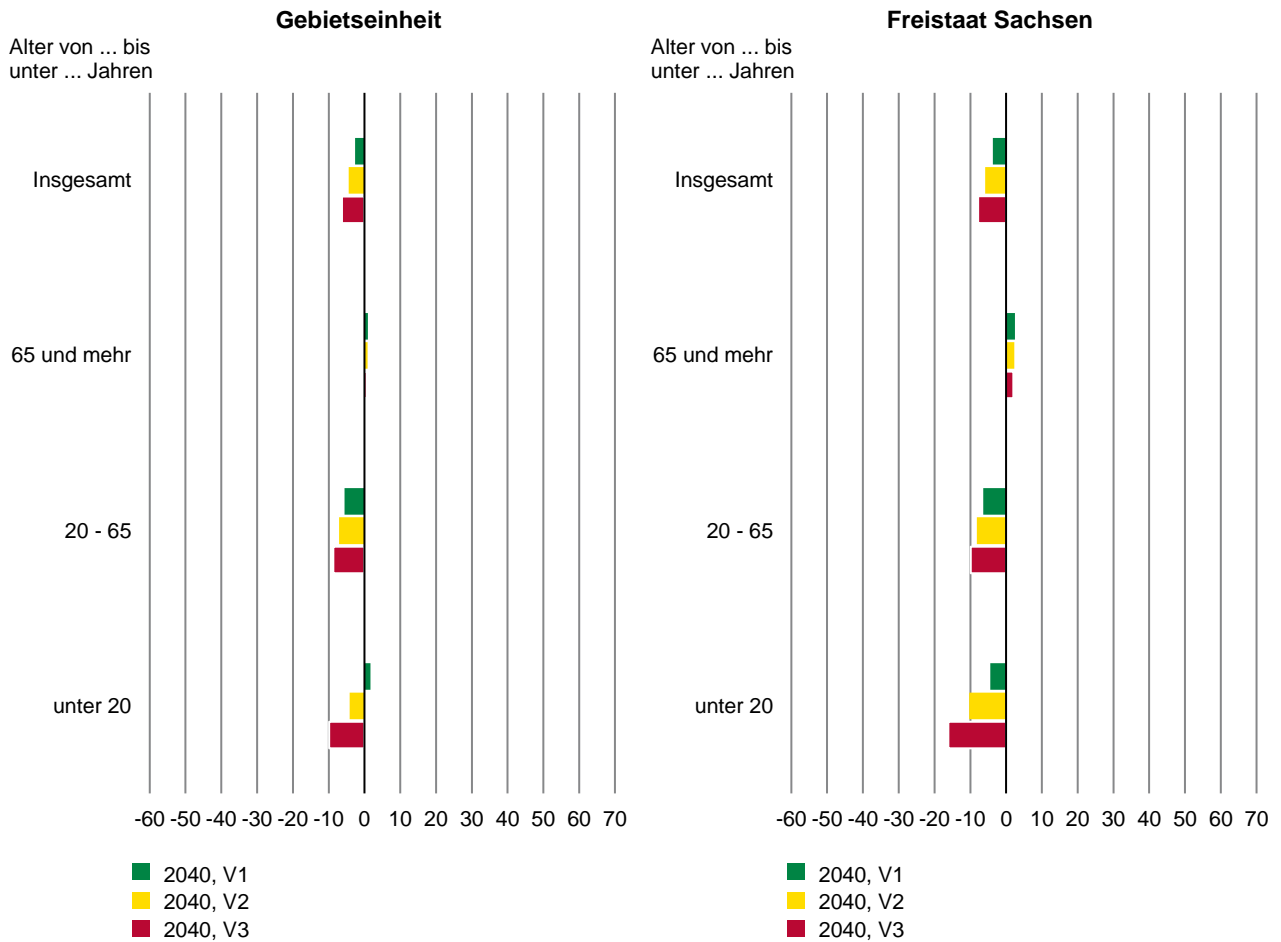 Gebietseinheit
Alter von ... bis
unter ... Jahren
Insgesamt
65 und mehr
20 - 65
unter 20
-60 -50 -40 -30 -20 -10 0 10 20 30 40 50 60 70
2040, V1
2040, V2
2040, V3
Freistaat Sachsen
Alter von ... bis
unter ... Jahren
Insgesamt
65 und mehr
20 - 65
unter 20
-60 -50 -40 -30 -20 -10 0 10 20 30 40 50 60 70
2040, V1
2040, V2
2040, V3